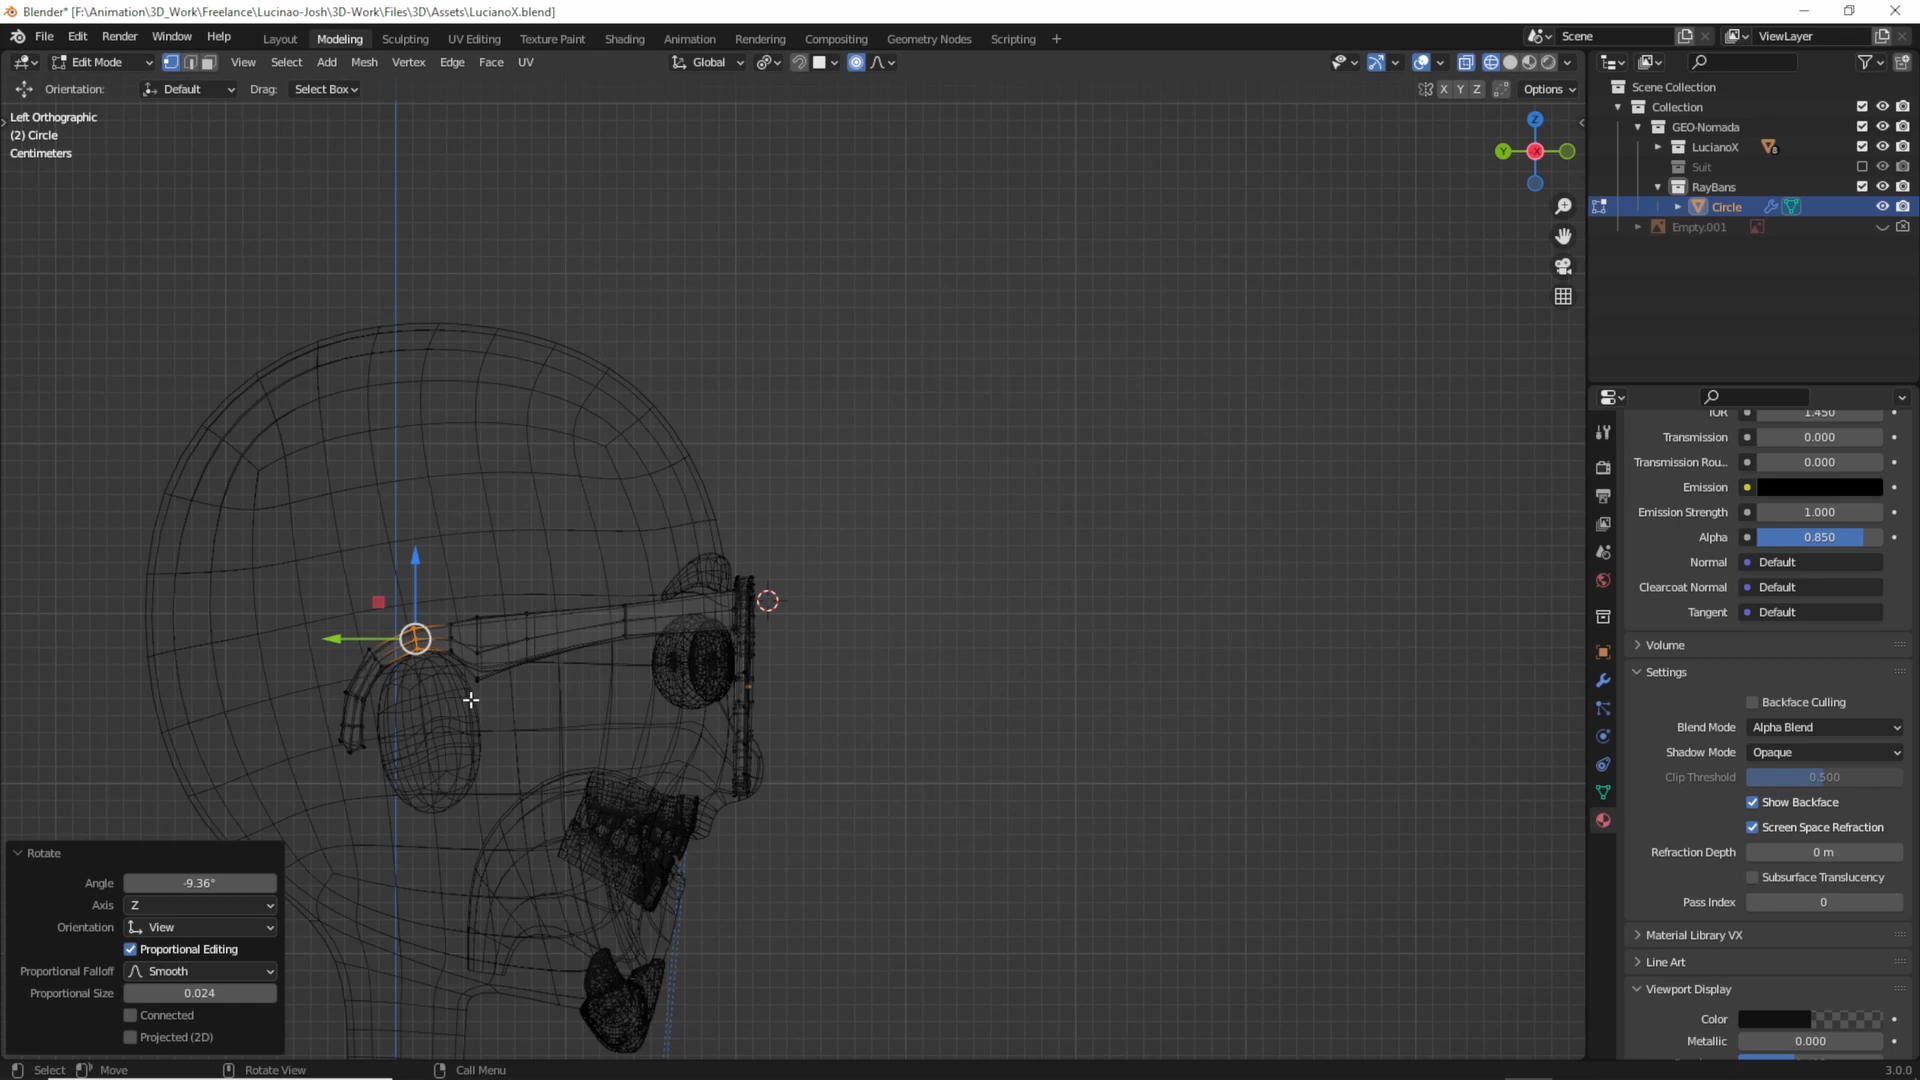 Blender* [F:\Animation\3D_Work\Freelance\Lucinao-Josh\3D-Work\Files\3D\Assets\LucianoX.blend]
File Edit Render Window Help Layout Modeling Sculpting UV Editing Texture Paint Shading Animation Rendering Compositing Geometry Nodes Scripting + Scene ViewLayer
Edit Mode View Select Add Mesh Vertex Edge Face UV Global
Orientation: Default Drag: Select Box X Y Z Options
Left Orthographic
(2) Circle
Centimeters
Z
Y X
Scene Collection
Collection
GEO-Nomada
LucianoX 8
Suit
RayBans
Circle
Empty.001
IOR 1.450
Transmission 0.000
Transmission Rou... 0.000
Emission
Emission Strength 1.000
Alpha 0.850
Normal Default
Clearcoat Normal Default
Tangent Default
Volume
Settings
Backface Culling
Blend Mode Alpha Blend
Shadow Mode Opaque
Clip Threshold 0.500
Show Backface
Screen Space Refraction
Refraction Depth 0 m
Subsurface Translucency
Pass Index 0
Material Library VX
Line Art
Viewport Display
Color
Metallic 0.000
Rotate
Angle -9.36°
Axis Z
Orientation View
Proportional Editing
Proportional Falloff Smooth
Proportional Size 0.024
Connected
Projected (2D)
Select Move Rotate View Call Menu 3.0.0